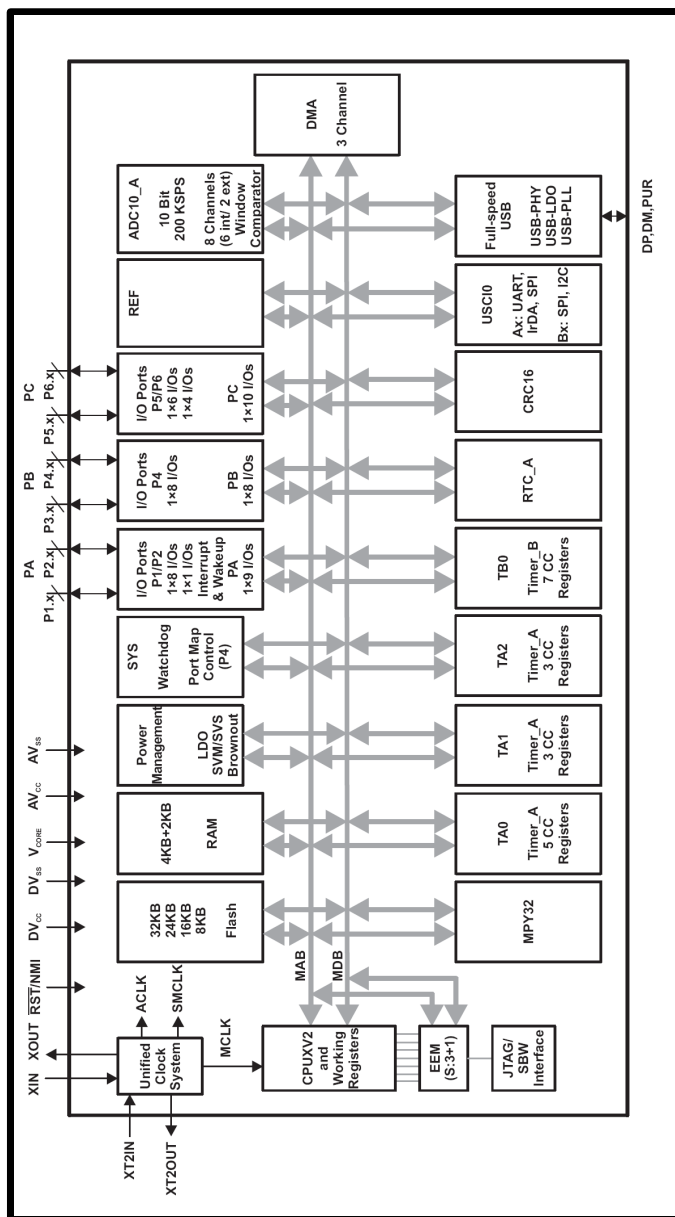 XIN
XOUT
RST/NMI
DVCC
DVSS
VCORE
AVCC
AVSS
PA
P1.x
P2.x
PB
P3.x
P4.x
PC
P5.x
P6.x
XT2IN
XT2OUT
Unified
Clock
System
ACLK
SMCLK
MCLK
32KB
24KB
16KB
8KB
Flash
4KB+2KB
RAM
Power
Management
LDO
SVM/SVS
Brownout
SYS
Watchdog
Port Map
Control
(P4)
I/O Ports
P1/P2
1×8 I/Os
1×1 I/Os
Interrupt
& Wakeup
PA
1×9 I/Os
I/O Ports
P4
1×8 I/Os
PB
1×8 I/Os
I/O Ports
P5/P6
1×6 I/Os
1×4 I/Os
PC
1×10 I/Os
REF
ADC10_A
10 Bit
200 KSPS
8 Channels
(6 int/ 2 ext)
Window
Comparator
CPUXV2
and
Working
Registers
MAB
MDB
DMA
3 Channel
EEM
(S:3+1)
JTAG/
SBW
Interface
MPY32
TA0
Timer_A
5 CC
Registers
TA1
Timer_A
3 CC
Registers
TA2
Timer_A
3 CC
Registers
TB0
Timer_B
7 CC
Registers
RTC_A
CRC16
USCI0
Ax: UART,
IrDA, SPI
Bx: SPI, I2C
Full-speed
USB
USB-PHY
USB-LDO
USB-PLL
DP,DM,PUR